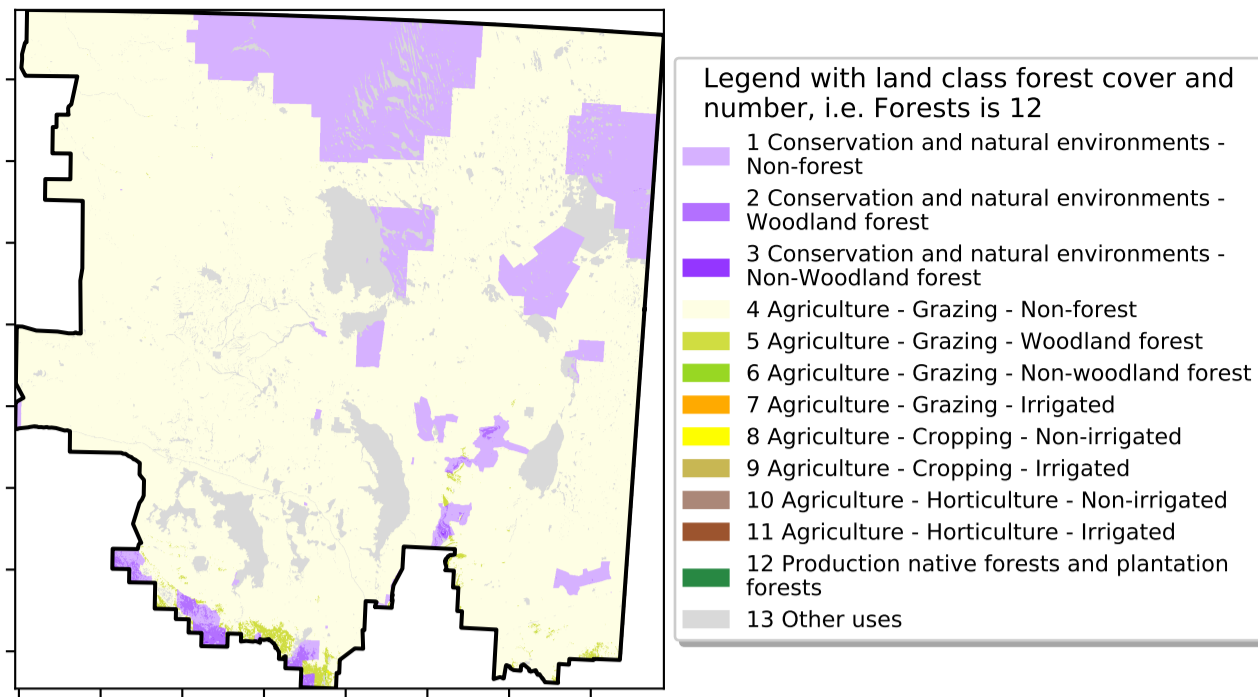 Legend with land class forest cover and
number, i.e. Forests is 12
1 Conservation and natural environments -
Non-forest
2 Conservation and natural environments -
Woodland forest
3 Conservation and natural environments -
Non-Woodland forest
4 Agriculture - Grazing - Non-forest
5 Agriculture - Grazing - Woodland forest
6 Agriculture - Grazing - Non-woodland forest
7 Agriculture - Grazing - Irrigated
8 Agriculture - Cropping - Non-irrigated
9 Agriculture - Cropping - Irrigated
10 Agriculture - Horticulture - Non-irrigated
11 Agriculture - Horticulture - Irrigated
12 Production native forests and plantation
forests
13 Other uses